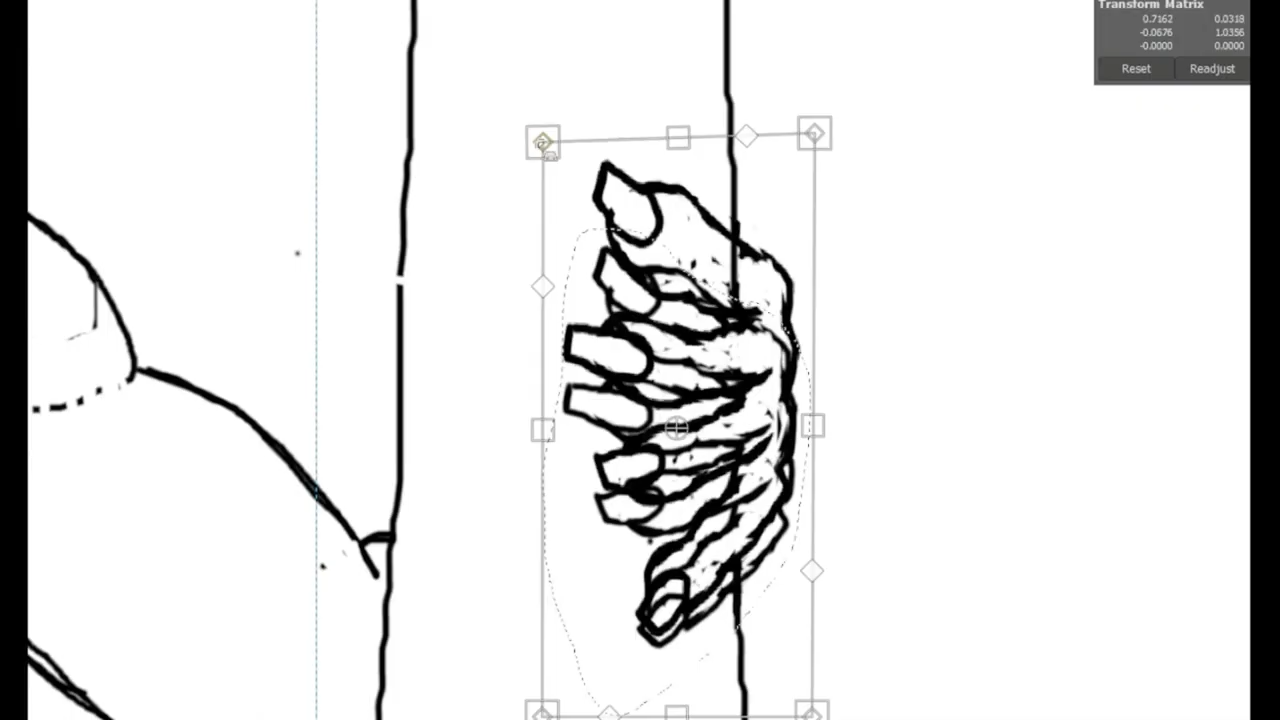 Transform Matrix
0.7162 0.0318
-0.0676 1.0356
-0.0000 0.0000
Reset Readjust